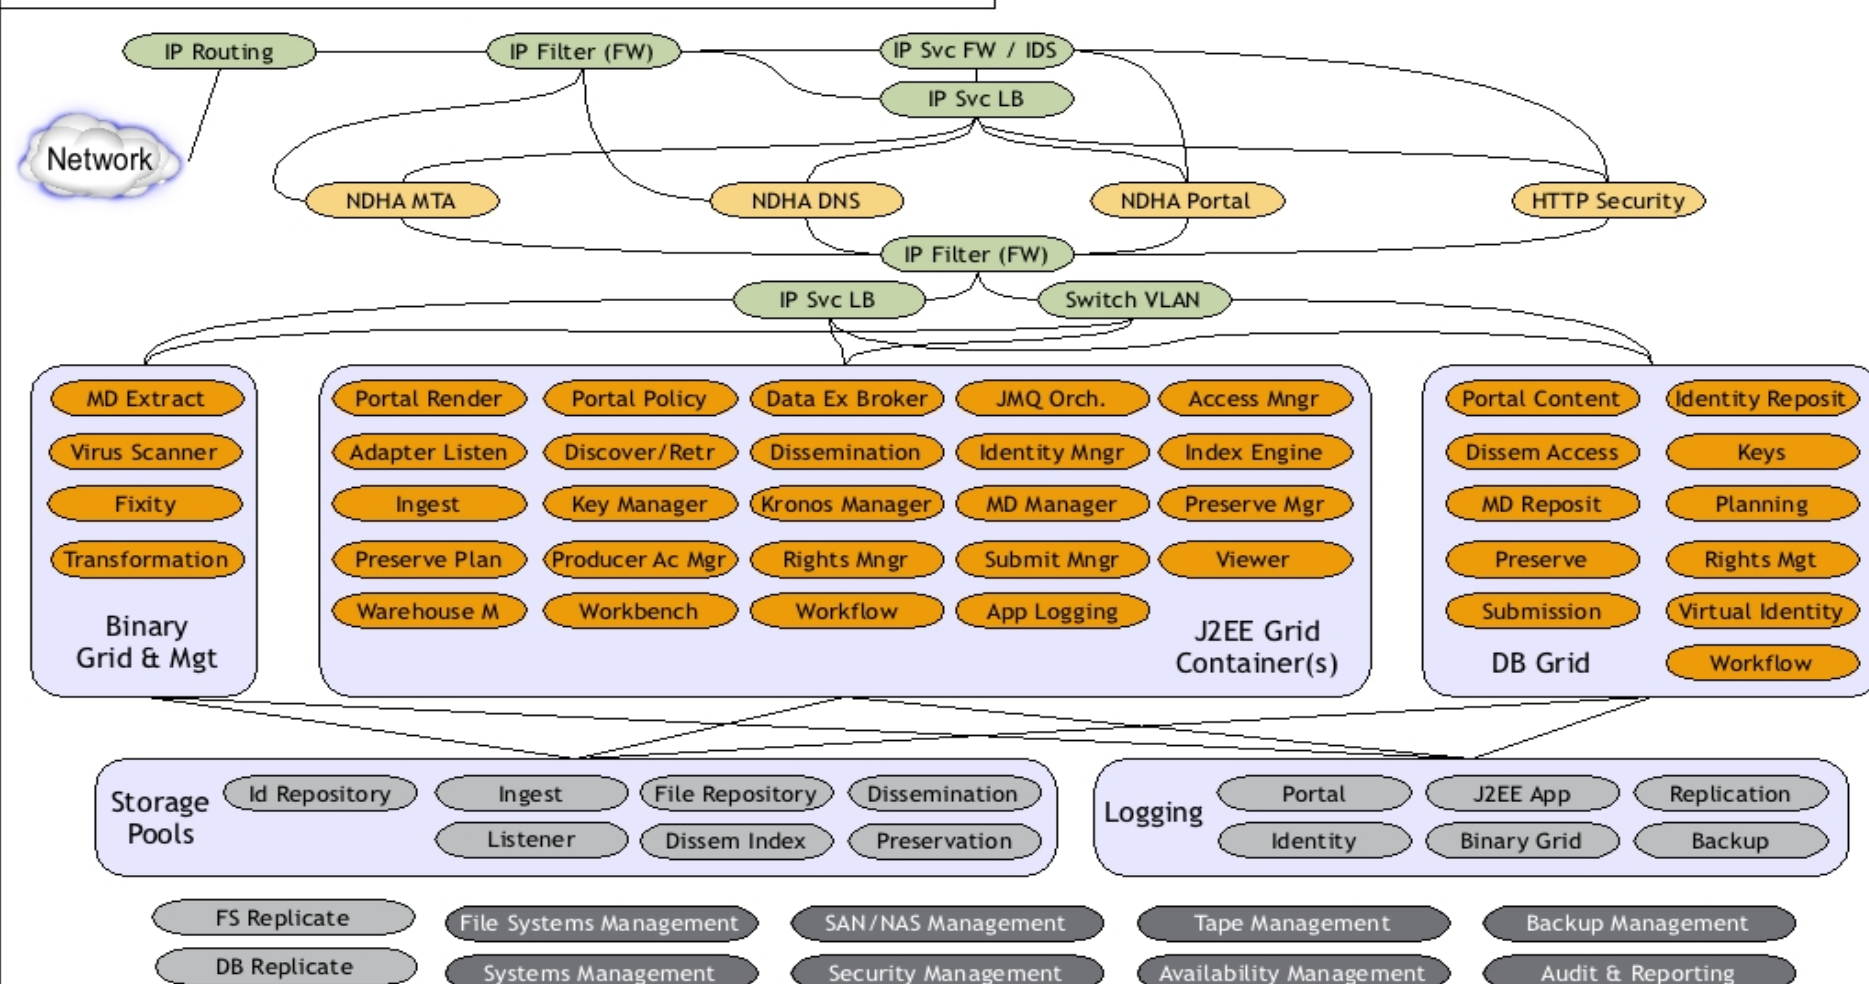 IP Routing
IP Filter (FW)
IP Svc FW / IDS
IP Svc LB
Network
NDHA MTA
NDHA DNS
NDHA Portal
HTTP Security
IP Filter (FW)
IP Svc LB
Switch VLAN
MD Extract
Virus Scanner
Fixity
Transformation
Binary
Grid & Mgt
Portal Render
Portal Policy
Data Ex Broker
JMQ Orch.
Access Mngr
Adapter Listen
Discover/Retr
Dissemination
Identity Mngr
Index Engine
Ingest
Key Manager
Kronos Manager
MD Manager
Preserve Mgr
Preserve Plan
Producer Ac Mgr
Rights Mngr
Submit Mngr
Viewer
Warehouse M
Workbench
Workflow
App Logging
J2EE Grid
Container(s)
Portal Content
Identity Reposit
Dissem Access
Keys
MD Reposit
Planning
Preserve
Rights Mgt
Submission
Virtual Identity
DB Grid
Workflow
Storage
Pools
Id Repository
Ingest
File Repository
Dissemination
Listener
Dissem Index
Preservation
Logging
Portal
J2EE App
Replication
Identity
Binary Grid
Backup
FS Replicate
File Systems Management
SAN/NAS Management
Tape Management
Backup Management
DB Replicate
Systems Management
Security Management
Availability Management
Audit & Reporting